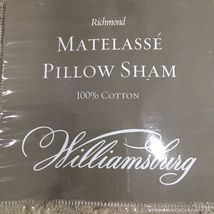 Richmond
MATELASSÉ
PILLOW SHAM
100% COTTON
Williamsburg